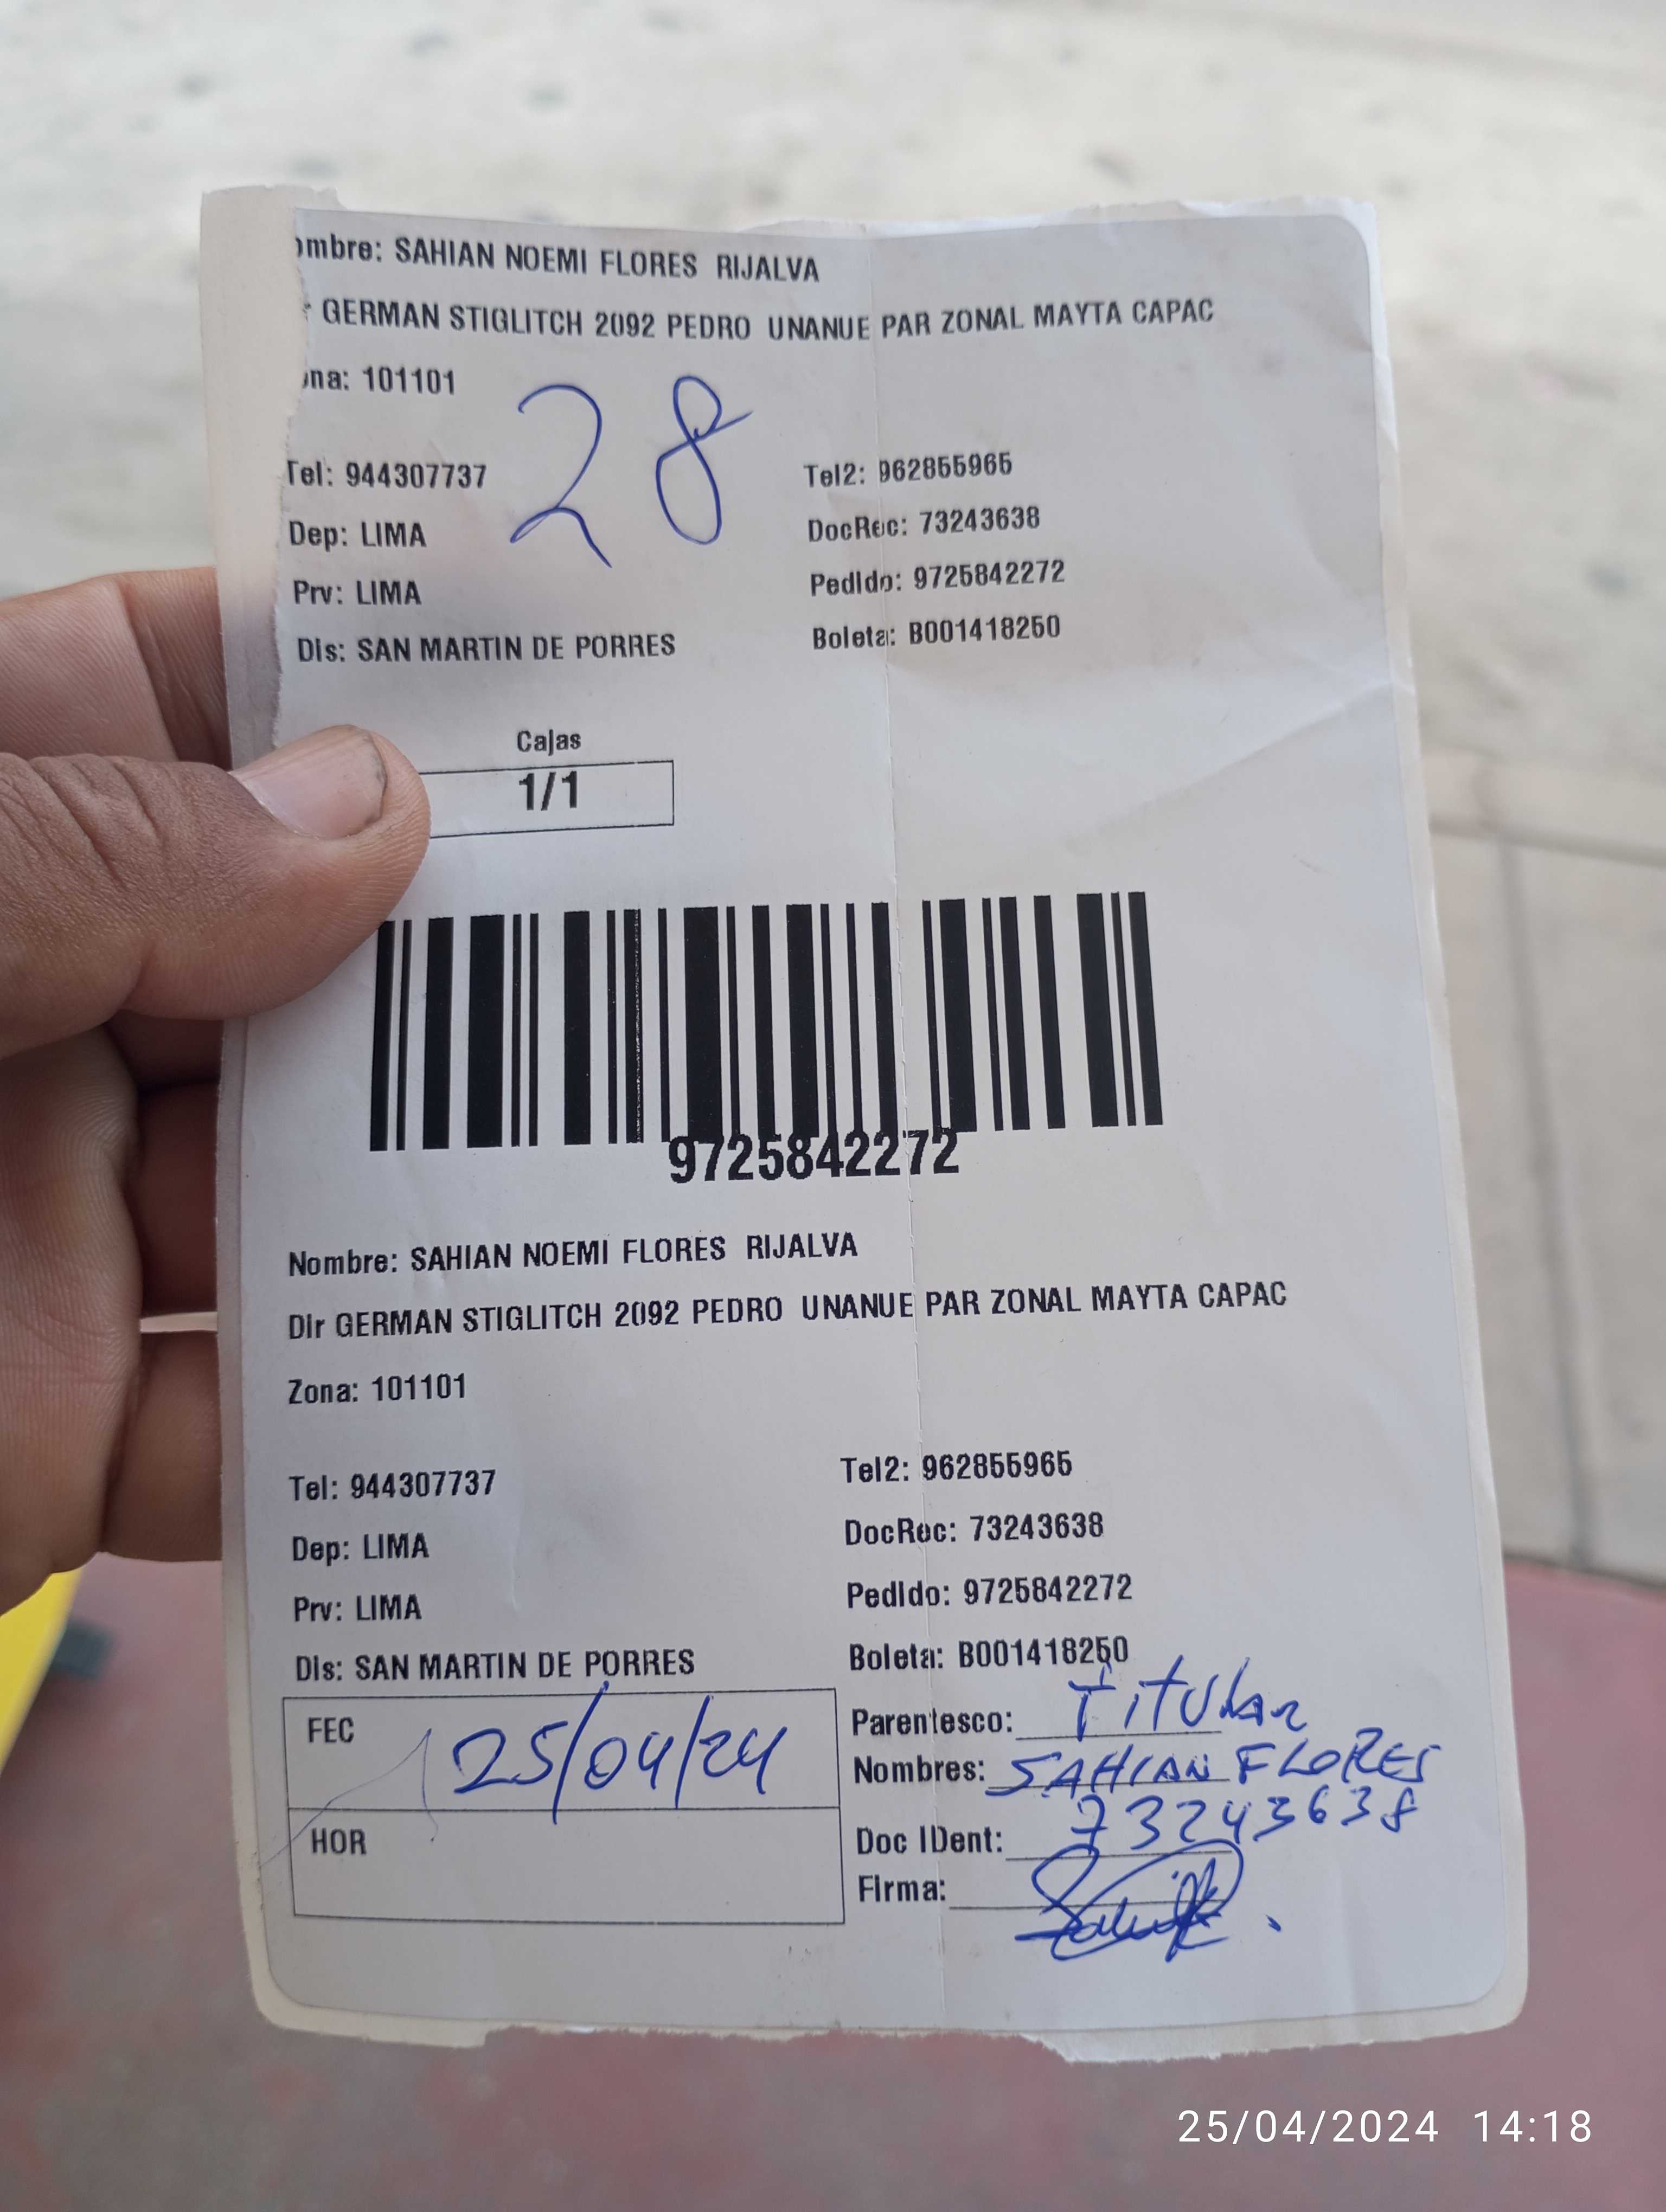 ombre: SAHIAN NOEMI FLORES RIJALVA
GERMAN STIGLITCH 2092 PEDRO UNANUE PAR ZONAL MAYTA CAPAC
ona: 101101
28
Tel: 944307737 Tel2: 962855965
Dep: LIMA DocRec: 73243638
Prv: LIMA Pedido: 9725842272
Dis: SAN MARTIN DE PORRES Boleta: B001418250
Cajas
1/1
9725842272
Nombre: SAHIAN NOEMI FLORES RIJALVA
Dir GERMAN STIGLITCH 2092 PEDRO UNANUE PAR ZONAL MAYTA CAPAC
Zona: 101101
Tel: 944307737 Tel2: 962855965
Dep: LIMA DocRec: 73243638
Prv: LIMA Pedido: 9725842272
Dis: SAN MARTIN DE PORRES Boleta: B001418250
FEC 25/04/24
HOR
Parentesco: Titular
Nombres: SAHIAN FLORES
Doc IDent: 73243638
Firma:
25/04/2024 14:18